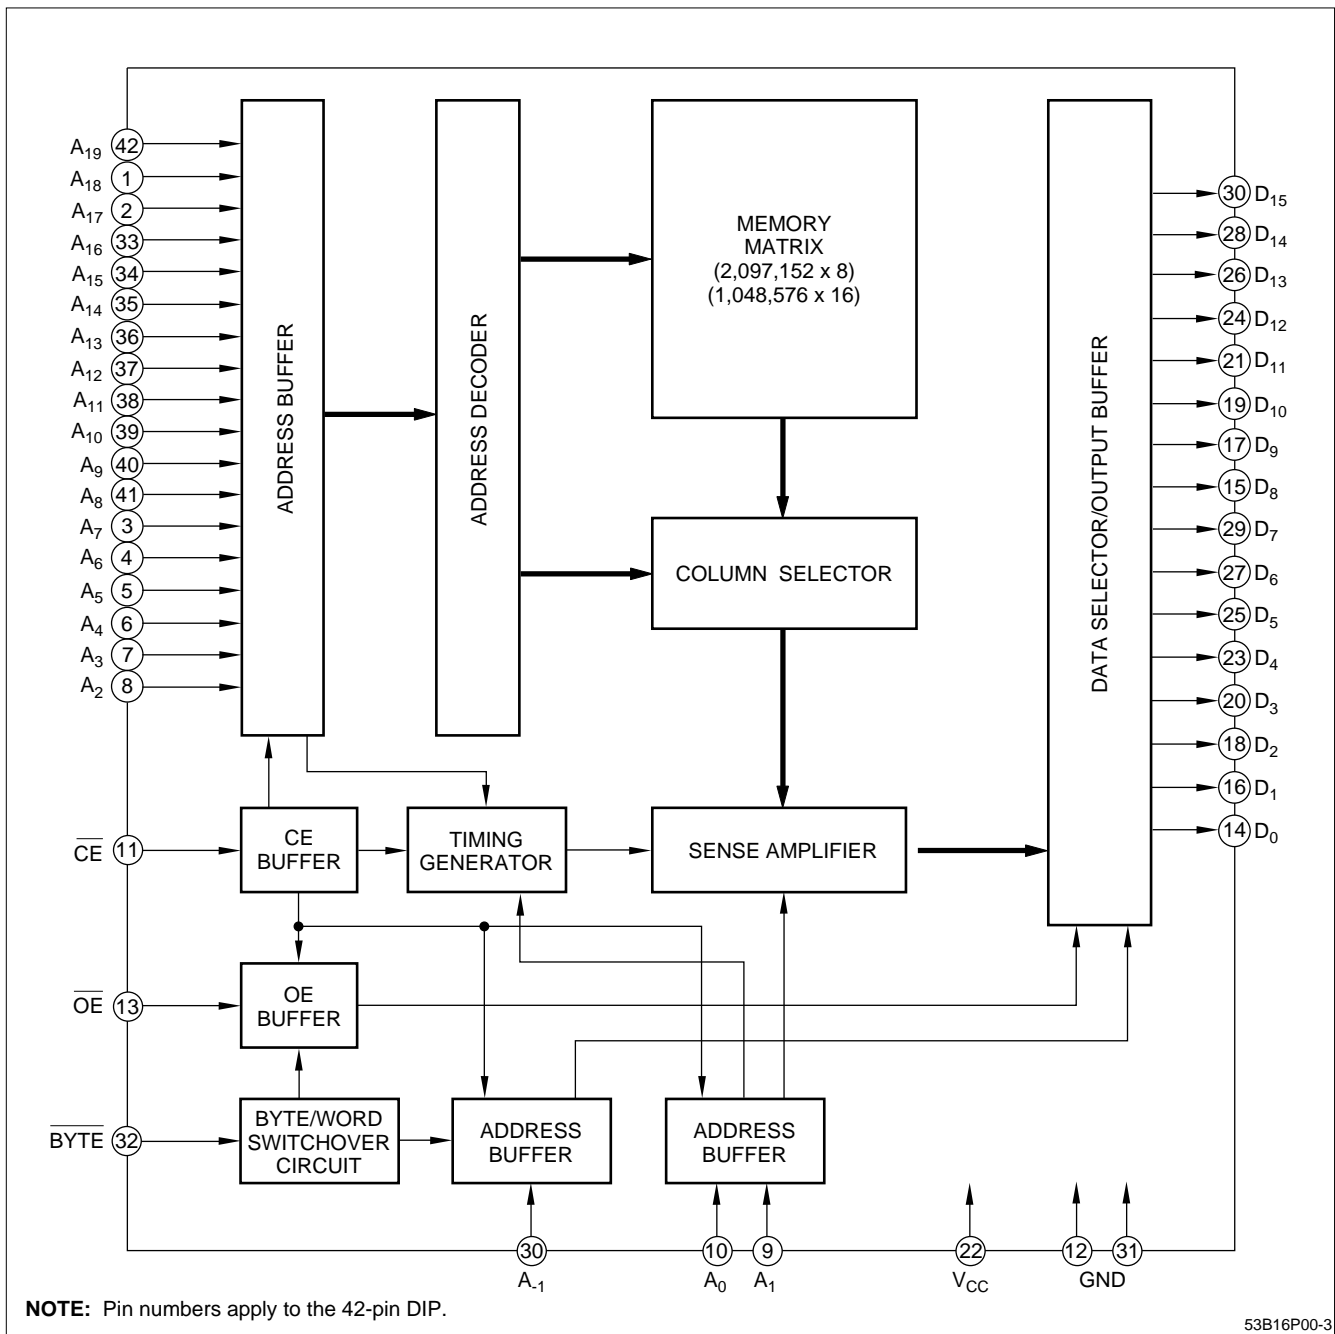 A19 42
A18 1
A17 2
A16 33
A15 34
A14 35
A13 36
A12 37
A11 38
A10 39
A9 40
A8 41
A7 3
A6 4
A5 5
A4 6
A3 7
A2 8
CE 11
OE 13
BYTE 32
ADDRESS BUFFER
ADDRESS DECODER
MEMORY
MATRIX
(2,097,152 x 8)
(1,048,576 x 16)
COLUMN SELECTOR
CE
BUFFER
TIMING
GENERATOR
SENSE AMPLIFIER
OE
BUFFER
BYTE/WORD
SWITCHOVER
CIRCUIT
ADDRESS
BUFFER
ADDRESS
BUFFER
DATA SELECTOR/OUTPUT BUFFER
30 D15
28 D14
26 D13
24 D12
21 D11
19 D10
17 D9
15 D8
29 D7
27 D6
25 D5
23 D4
20 D3
18 D2
16 D1
14 D0
30
A-1
10
A0
9
A1
22
VCC
12 31
GND
NOTE: Pin numbers apply to the 42-pin DIP.
53B16P00-3